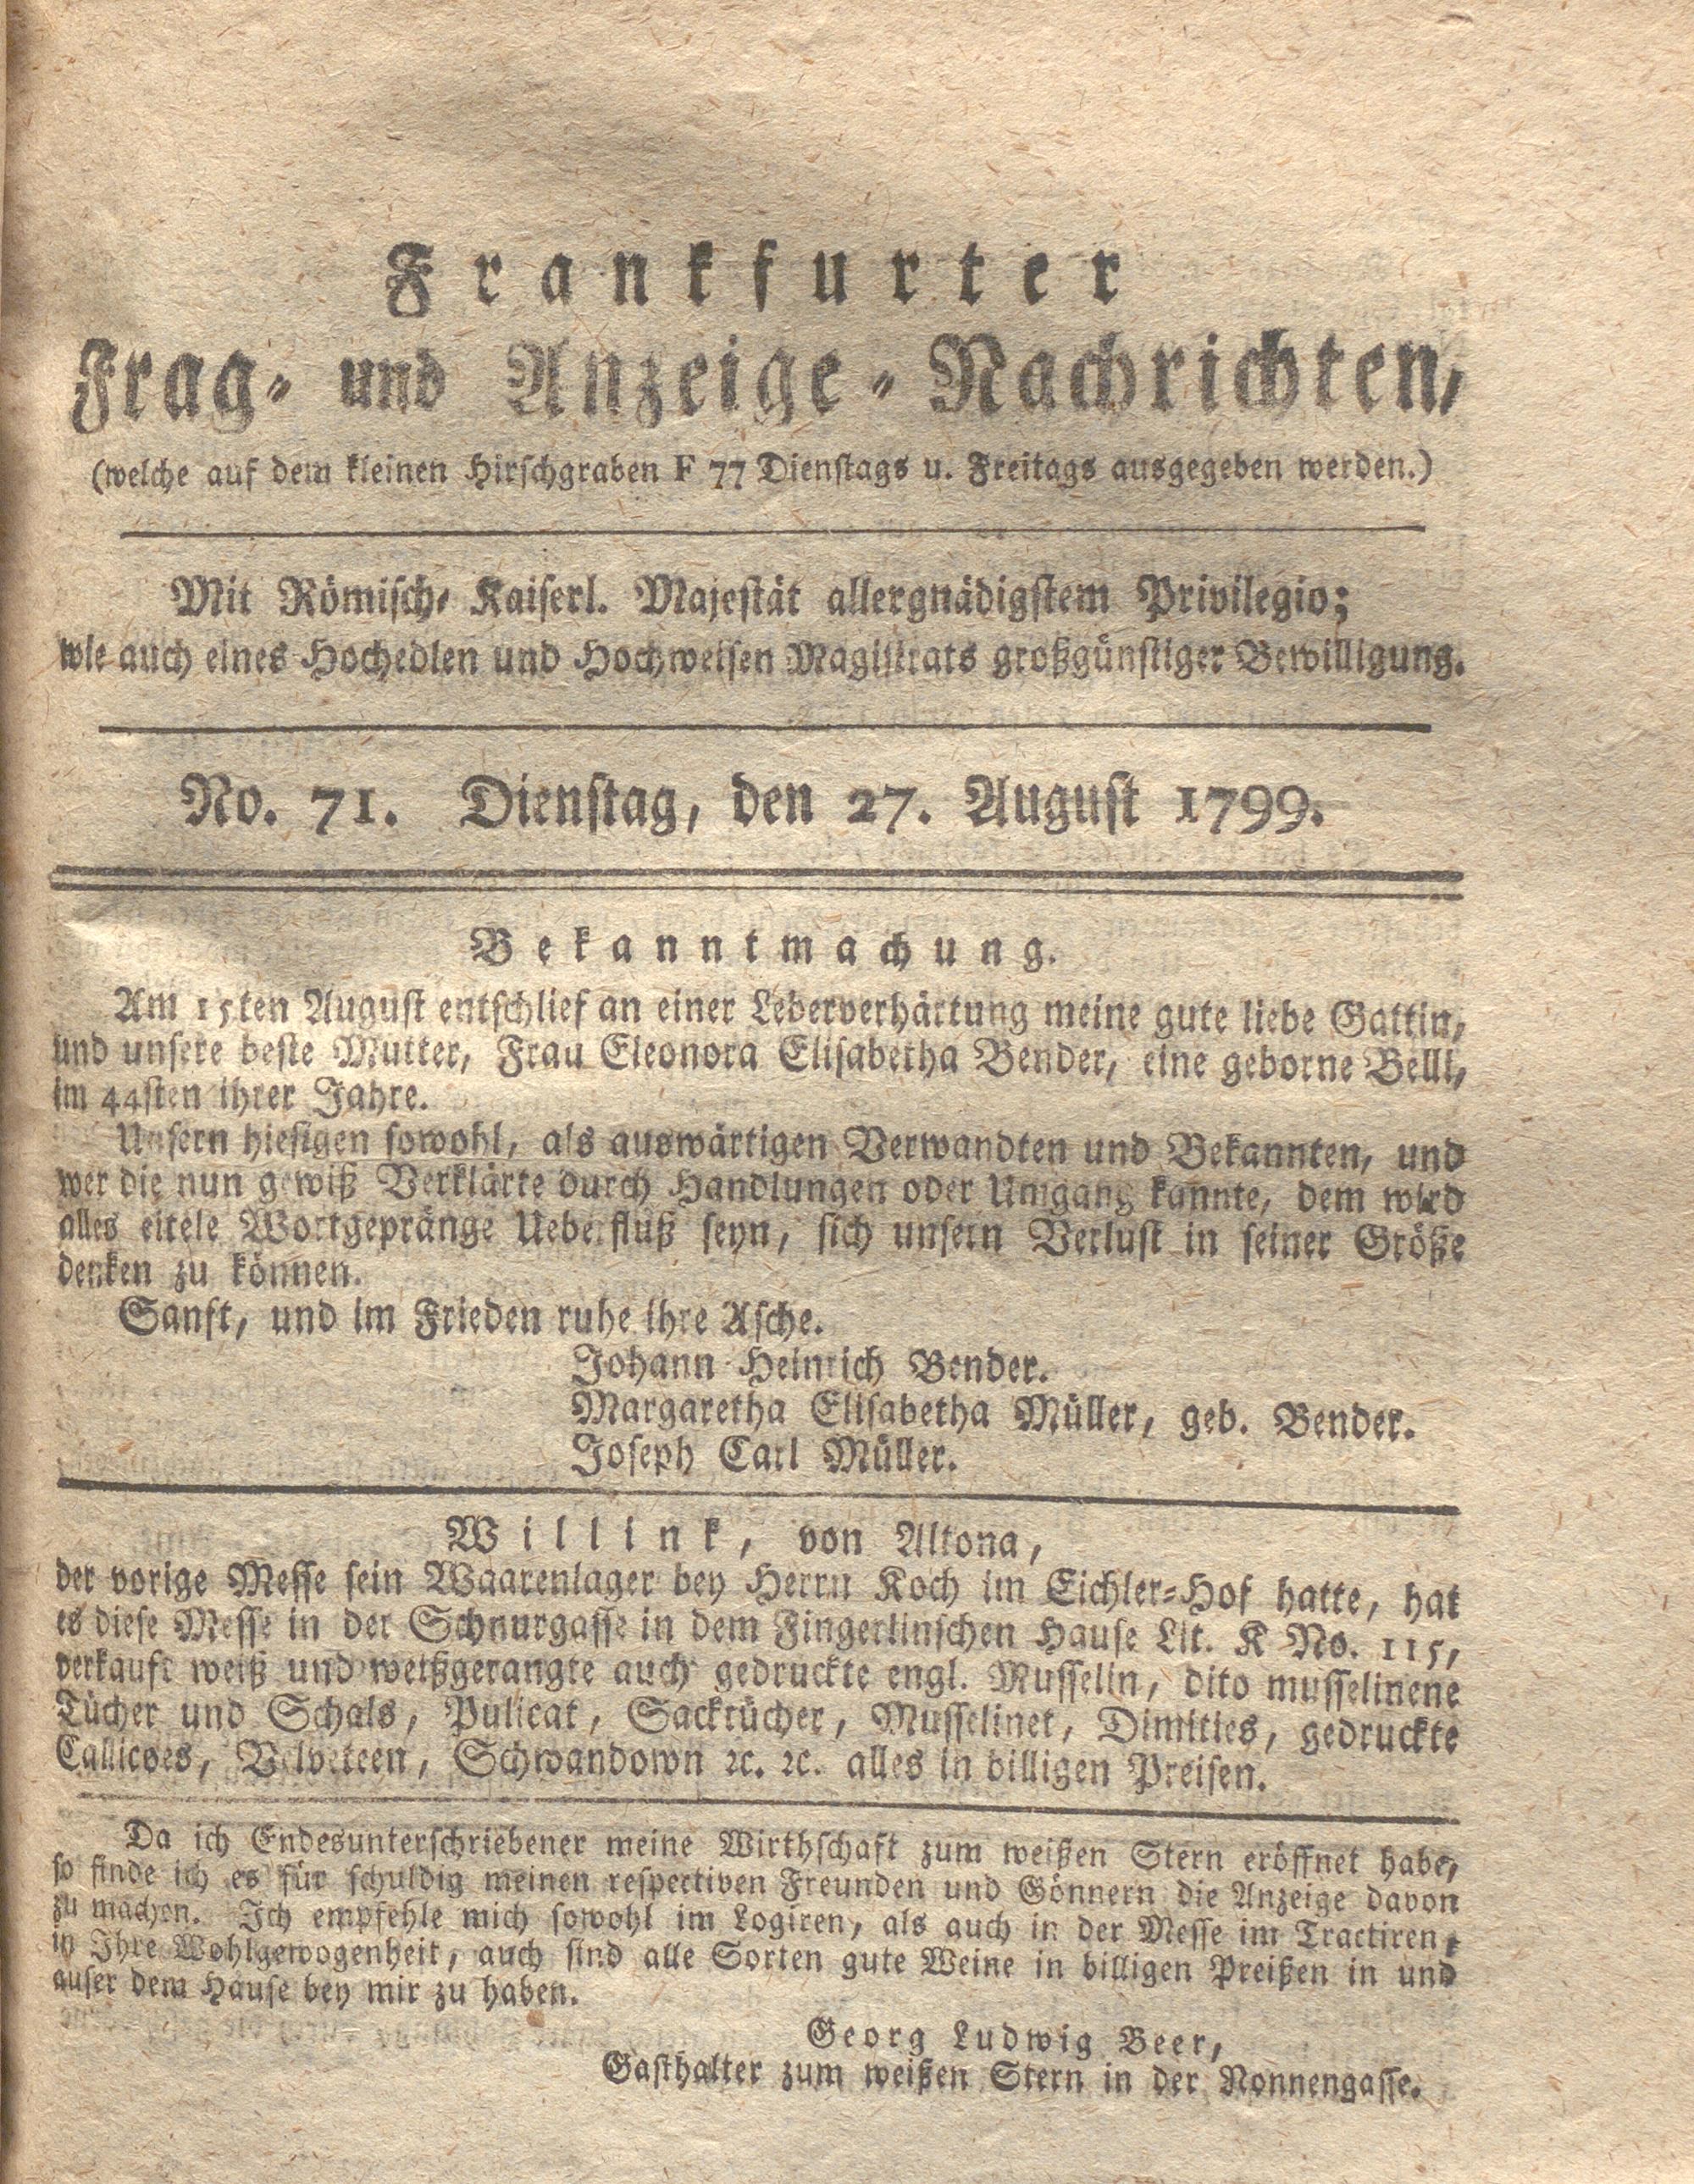 Frankfurter
Frag- und Anzeige-Nachrichten,
(welche auf dem kleinen Hirschgraben F 77 Dienstags u. Freitags ausgegeben werden.)
Mit Römisch- Kaiserl. Majestät allergnädigstem Privilegio;
wie auch eines Hochedlen und Hochweisen Magistrats großgünstiger Bewilligung.
No. 71. Dienstag, den 27. August 1799.
Bekanntmachung.
Am 15ten August entschlief an einer Leberverhärtung meine gute liebe Gattin,
und unsere beste Mutter, Frau Eleonora Elisabetha Bender, eine geborne Belli,
im 44sten ihrer Jahre.
Unsern hiesigen sowohl, als auswärtigen Verwandten und Bekannten, und
wer die nun gewiß Verklärte durch Handlungen oder Umgang kannte, dem wird
alles eitele Wortgepränge Ueberfluß seyn, sich unsern Verlust in seiner Größe
denken zu können.
Sanft, und im Frieden ruhe ihre Asche.
Johann Heinrich Bender.
Margaretha Elisabetha Müller, geb. Bender.
Joseph Carl Müller.
Willink, von Altona,
der vorige Messe sein Waarenlager bey Herrn Koch im Eichler-Hof hatte, hat
es diese Messe in der Schnurgasse in dem Fingerlinschen Hause Lit. K No. 115,
verkauft weiß und weißgerangte auch gedruckte engl. Musselin, dito musselinene
Tücher und Schals, Pulicat, Sacktücher, Musselinet, Dimities, gedruckte
Callicoes, Velveteen, Schwandown ꝛc. ꝛc. alles in billigen Preisen.
Da ich Endesunterschriebener meine Wirthschaft zum weißen Stern eröffnet habe,
so finde ich es für schuldig meinen respectiven Freunden und Gönnern die Anzeige davon
zu machen. Ich empfehle mich sowohl im Logiren, als auch in der Messe im Tractiren,
in Ihre Wohlgewogenheit, auch sind alle Sorten gute Weine in billigen Preißen in und
auser dem Hause bey mir zu haben.
Georg Ludwig Beer,
Gasthalter zum weißen Stern in der Nonnengasse.